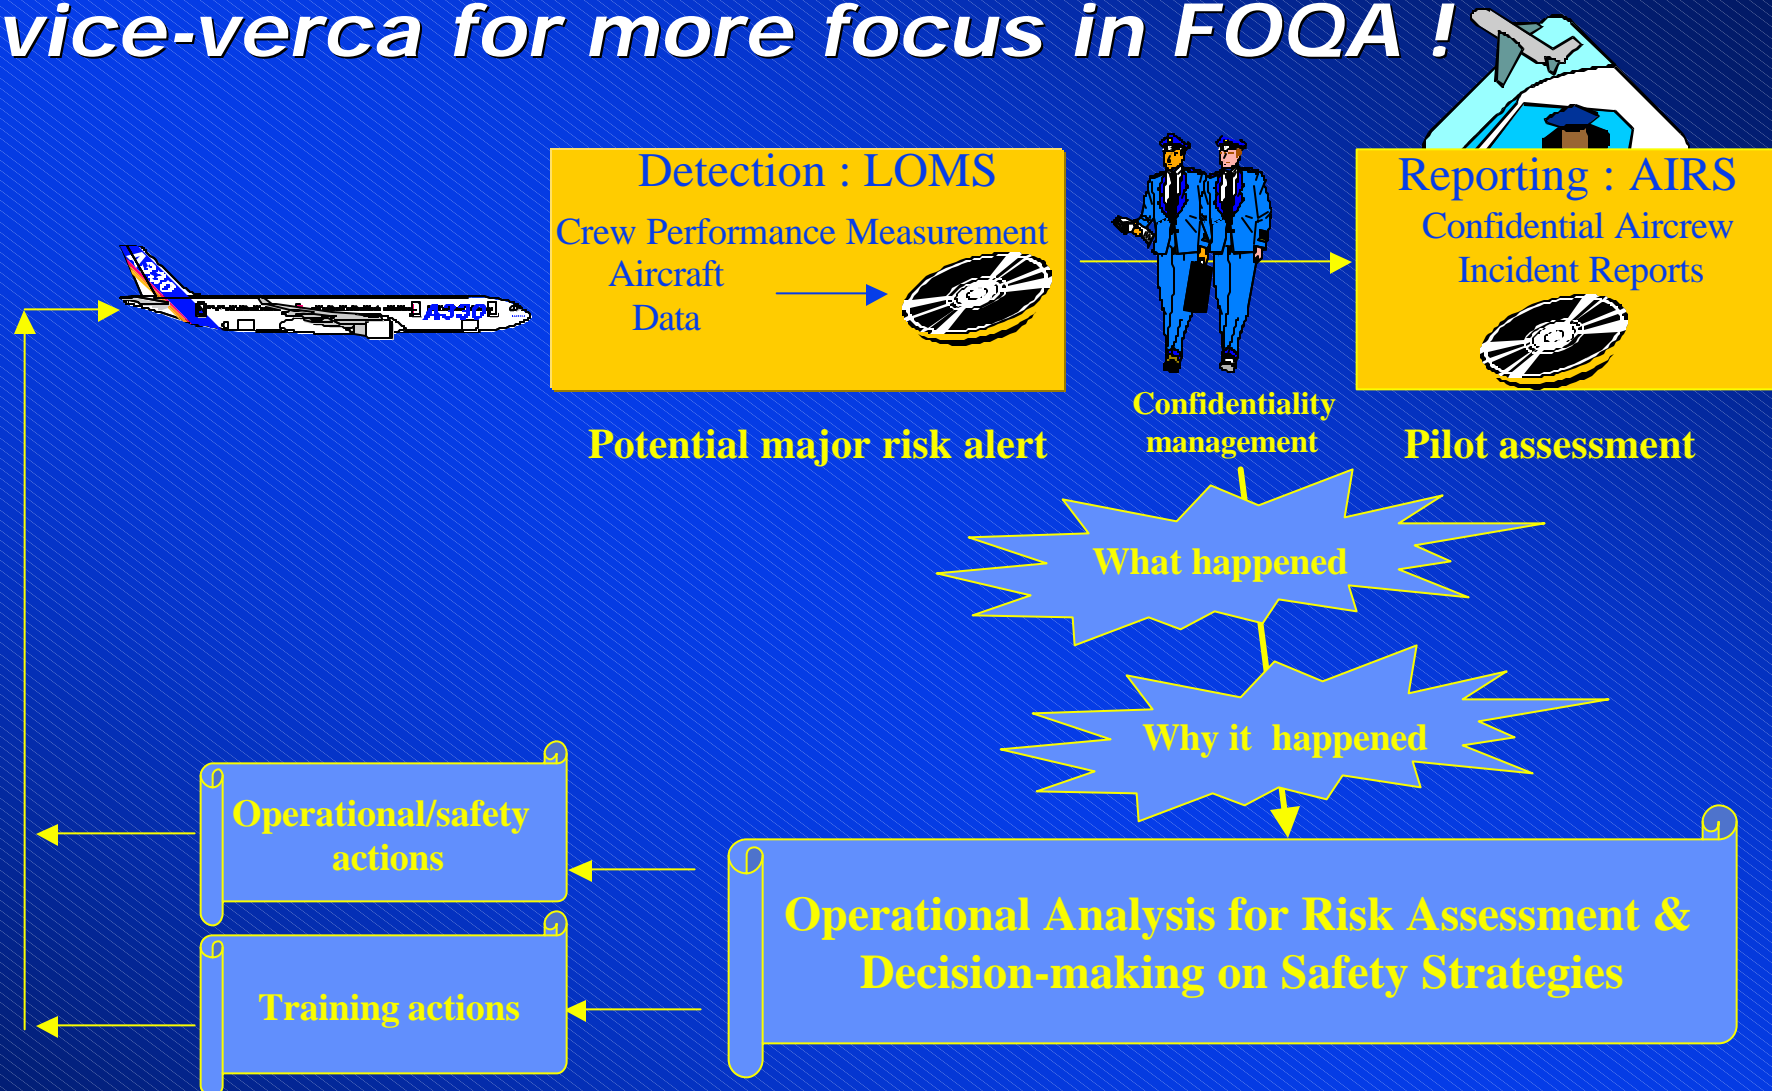 vice-verca for more focus in FOQA !
Detection : LOMS
Crew Performance Measurement
Aircraft
Data
Reporting : AIRS
Confidential Aircrew
Incident Reports
A330
A330
Confidentiality
management
Potential major risk alert
Pilot assessment
What happened
Why it happened
Operational/safety
actions
Operational Analysis for Risk Assessment &
Decision-making on Safety Strategies
Training actions